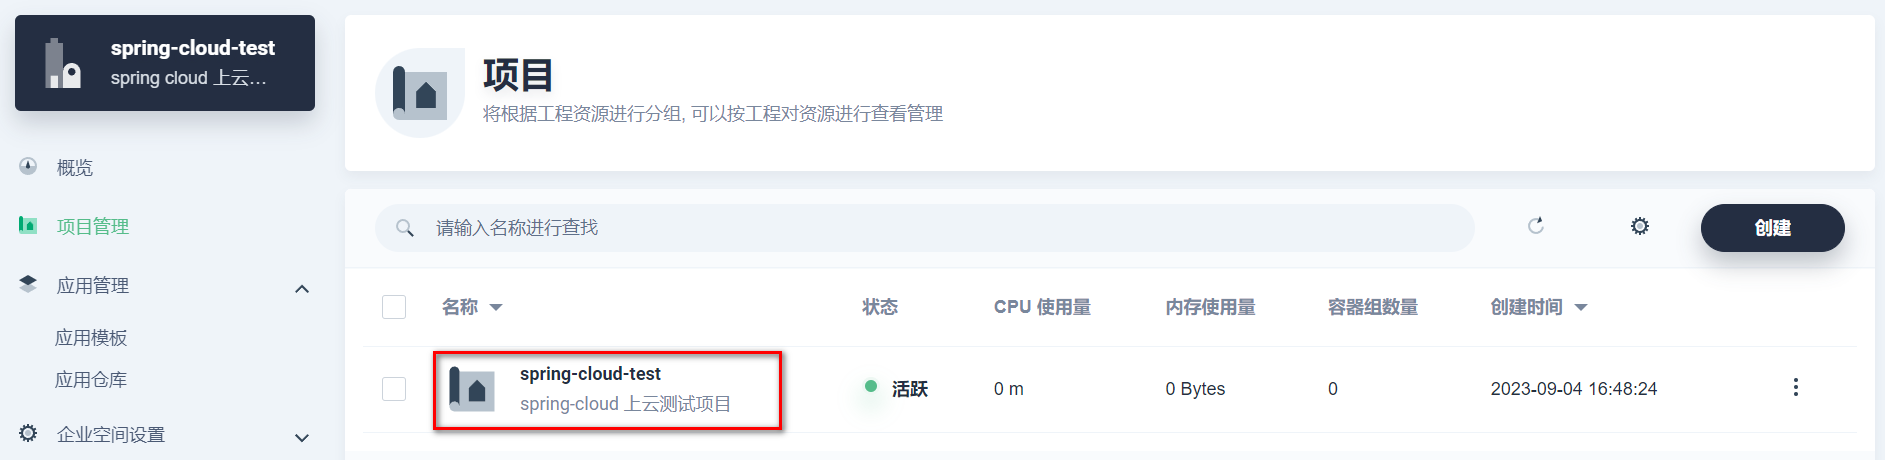 spring-cloud-test
spring cloud 上云...
概览
项目管理
应用管理
应用模板
应用仓库
企业空间设置
项目
将根据工程资源进行分组, 可以按工程对资源进行查看管理
请输入名称进行查找
创建
名称 状态 CPU 使用量 内存使用量 容器组数量 创建时间
spring-cloud-test
spring-cloud 上云测试项目
活跃 0 m 0 Bytes 0 2023-09-04 16:48:24